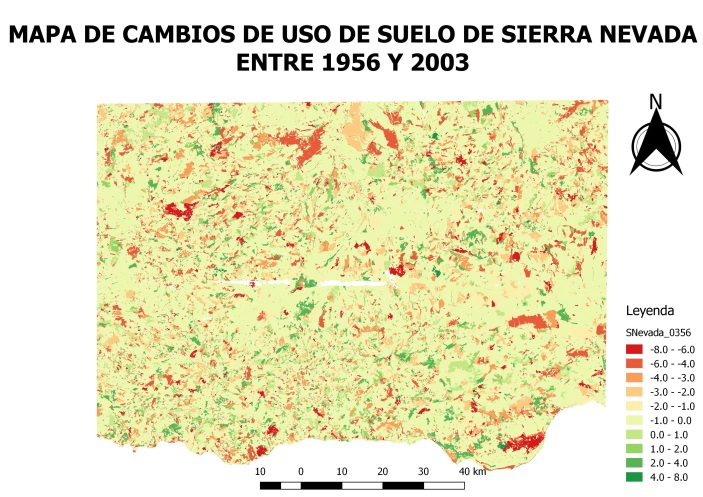 MAPA DE CAMBIOS DE USO DE SUELO DE SIERRA NEVADA
ENTRE 1956 Y 2003
N
Leyenda
SNevada_0356
-8.0 - -6.0
-6.0 - -4.0
-4.0 - -3.0
-3.0 - -2.0
-2.0 - -1.0
-1.0 - 0.0
0.0 - 1.0
1.0 - 2.0
2.0 - 4.0
4.0 - 8.0
10 0 10 20 30 40 km